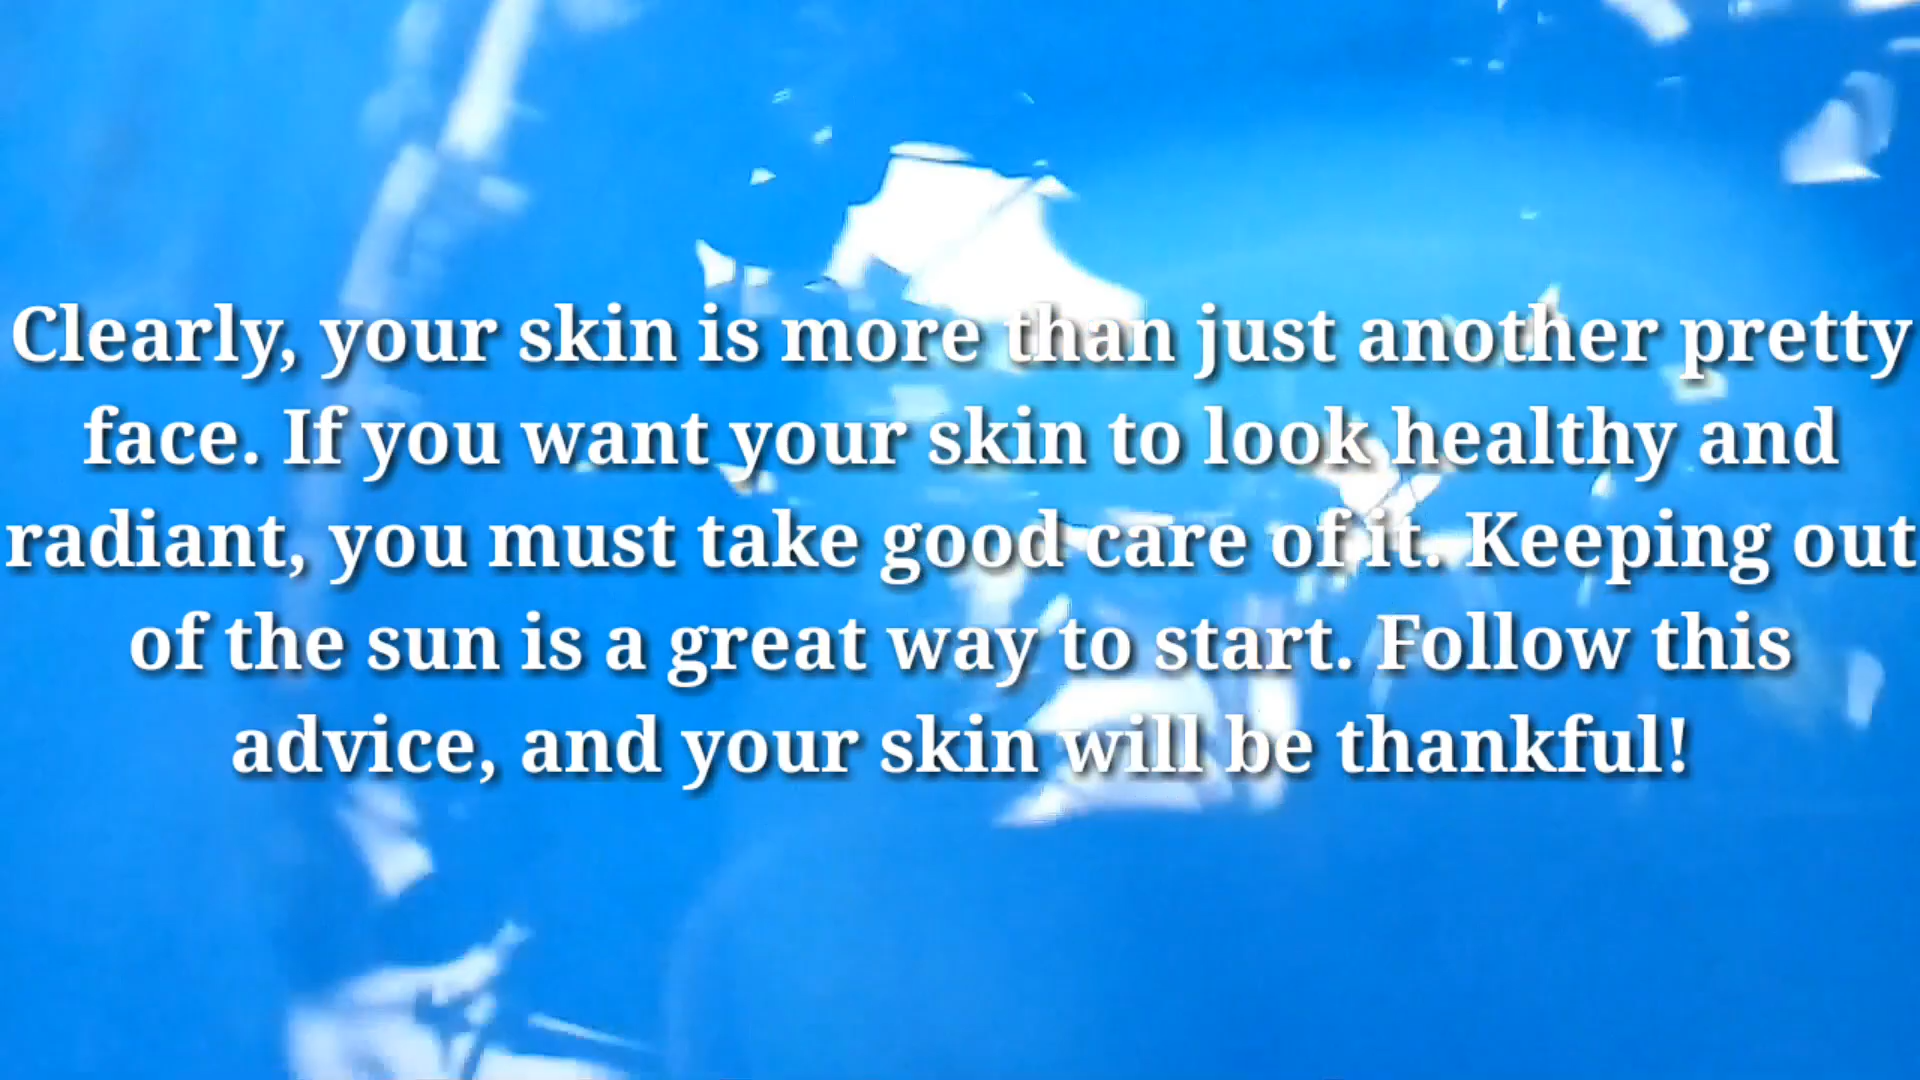 Clearly, your skin is more than just another pretty
face. If you want your skin to look healthy and
radiant, you must take good care of it. Keeping out
of the sun is a great way to start. Follow this
advice, and your skin will be thankful!